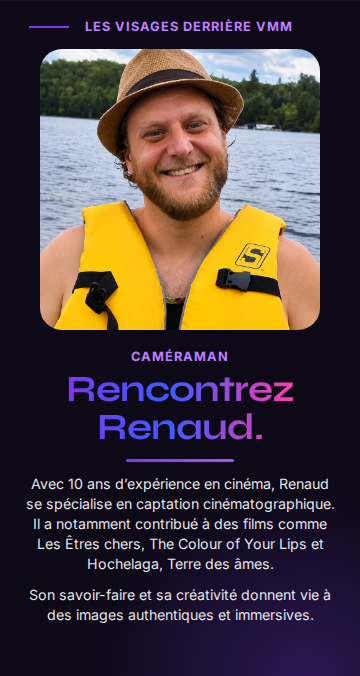 LES VISAGES DERRIÈRE VMM
S
CAMÉRAMAN
Rencontrez
Renaud.
Avec 10 ans d’expérience en cinéma, Renaud
se spécialise en captation cinématographique.
Il a notamment contribué à des films comme
Les Êtres chers, The Colour of Your Lips et
Hochelaga, Terre des âmes.
Son savoir-faire et sa créativité donnent vie à
des images authentiques et immersives.